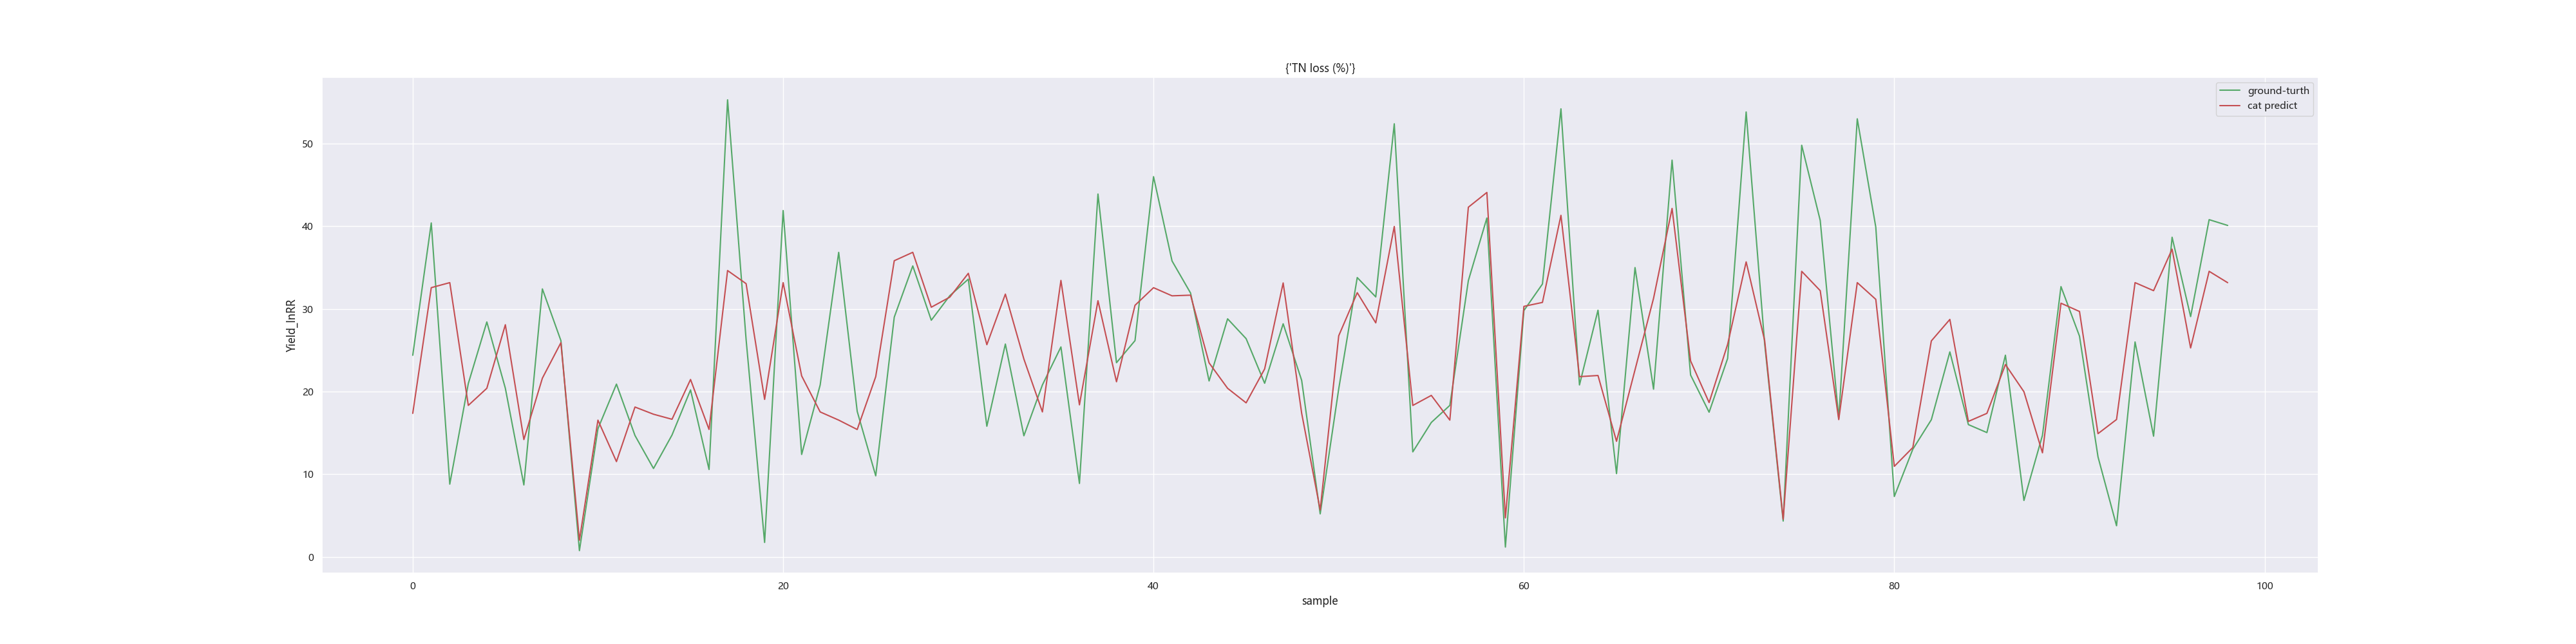 {'TN loss (%)'}
ground-turth
cat predict
50
40
30
20
10
0
Yield_lnRR
0 20 40 60 80 100
sample